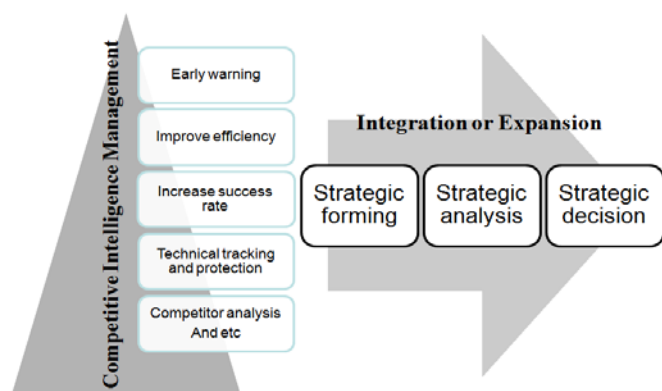 Competitive Intelligence Management
Early warning
Improve efficiency
Increase success
rate
Technical tracking
and protection
Competitor analysis
And etc
Integration or Expansion
Strategic
forming
Strategic
analysis
Strategic
decision